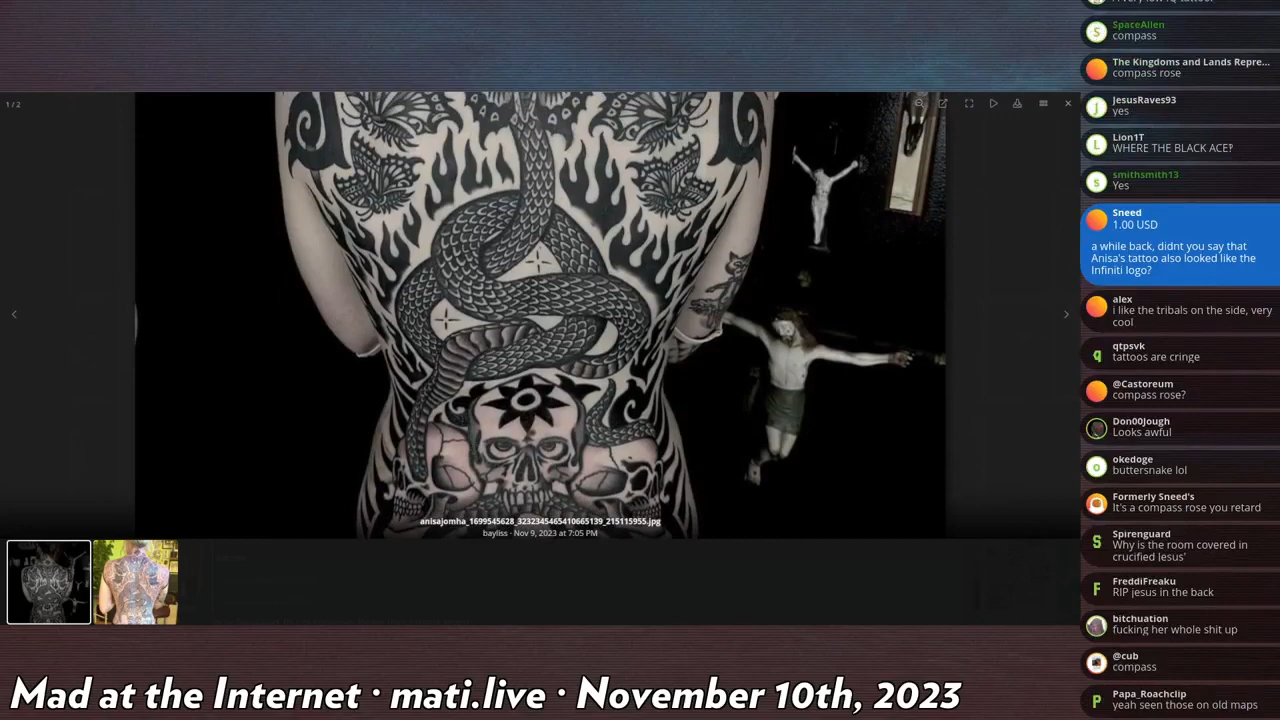 1 / 2
SpaceAllen
compass
The Kingdoms and Lands Repre...
compass rose
JesusRaves93
yes
Lion1T
WHERE THE BLACK ACE?
smithsmith13
Yes
Sneed
1.00 USD
a while back, didnt you say that
Anisa's tattoo also looked like the
Infiniti logo?
alex
i like the tribals on the side, very
cool
qtpsvk
tattoos are cringe
@Castoreum
compass rose?
Don00Jough
Looks awful
okedoge
buttersnake lol
Formerly Sneed's
It's a compass rose you retard
Spirenguard
Why is the room covered in
crucified Jesus'
FreddiFreaku
RIP jesus in the back
bitchuation
fucking her whole shit up
@cub
compass
Papa_Roachclip
yeah seen those on old maps
anisajomha_1699545628_3232345465410665139_215115955.jpg
bayliss · Nov 9, 2023 at 7:05 PM
Mad at the Internet · mati.live · November 10th, 2023